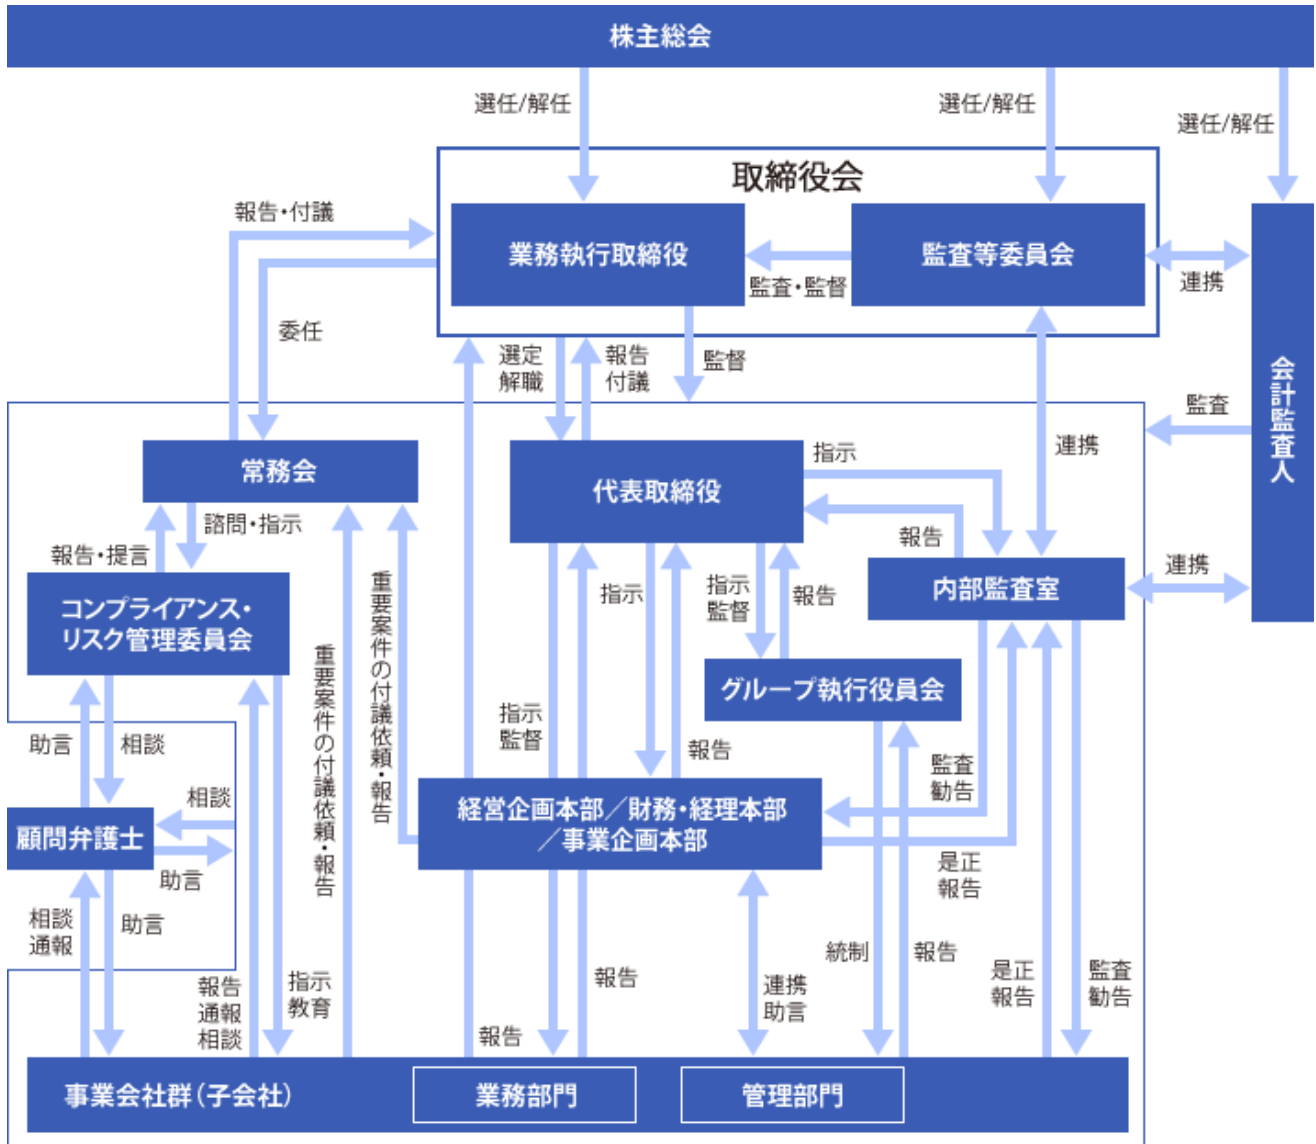 株主総会
選任/解任
選任/解任
選任/解任
取締役会
報告・付議
業務執行取締役
監査等委員会
監査・監督
連携
委任
選定
解職
報告
付議
監督
会計監査人
監査
常務会
代表取締役
指示
連携
諮問・指示
報告・提言
報告
連携
コンプライアンス・
リスク管理委員会
重要案件の付議依頼・報告
指示
指示
監督
報告
内部監査室
重要案件の付議依頼・報告
グループ執行役員会
助言
相談
指示
監督
報告
監査
勧告
相談
経営企画本部／財務・経理本部
／事業企画本部
顧問弁護士
助言
是正
報告
相談
通報
助言
統制
報告
報告
通報
相談
指示
教育
報告
連携
助言
是正
報告
監査
勧告
報告
事業会社群（子会社）
業務部門
管理部門